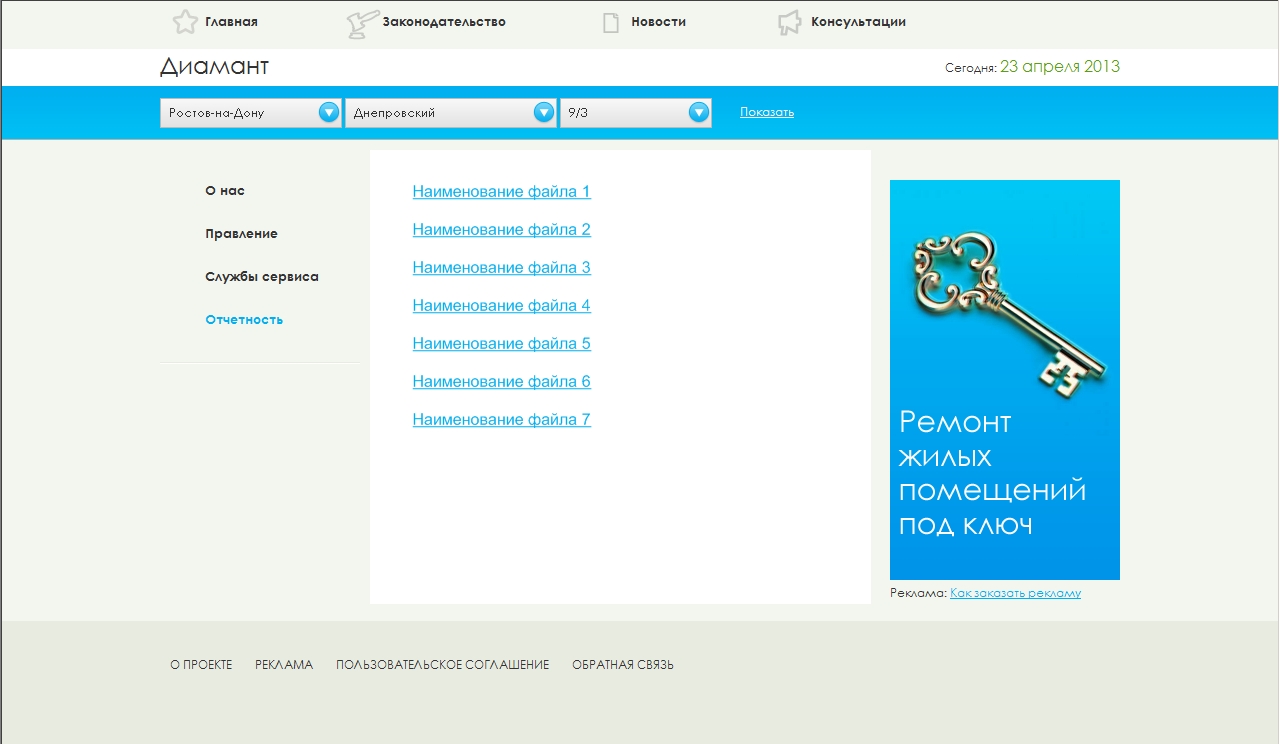 Главная
Законодательство
Новости
Консультации
Диамант
Сегодня: 23 апреля 2013
Ростов-на-Дону
Днепровский
9/3
Показать
О нас
Правление
Службы сервиса
Отчетность
Наименование файла 1
Наименование файла 2
Наименование файла 3
Наименование файла 4
Наименование файла 5
Наименование файла 6
Наименование файла 7
Ремонт
жилых
помещений
под ключ
Реклама: Как заказать рекламу
О ПРОЕКТЕ
РЕКЛАМА
ПОЛЬЗОВАТЕЛЬСКОЕ СОГЛАШЕНИЕ
ОБРАТНАЯ СВЯЗЬ